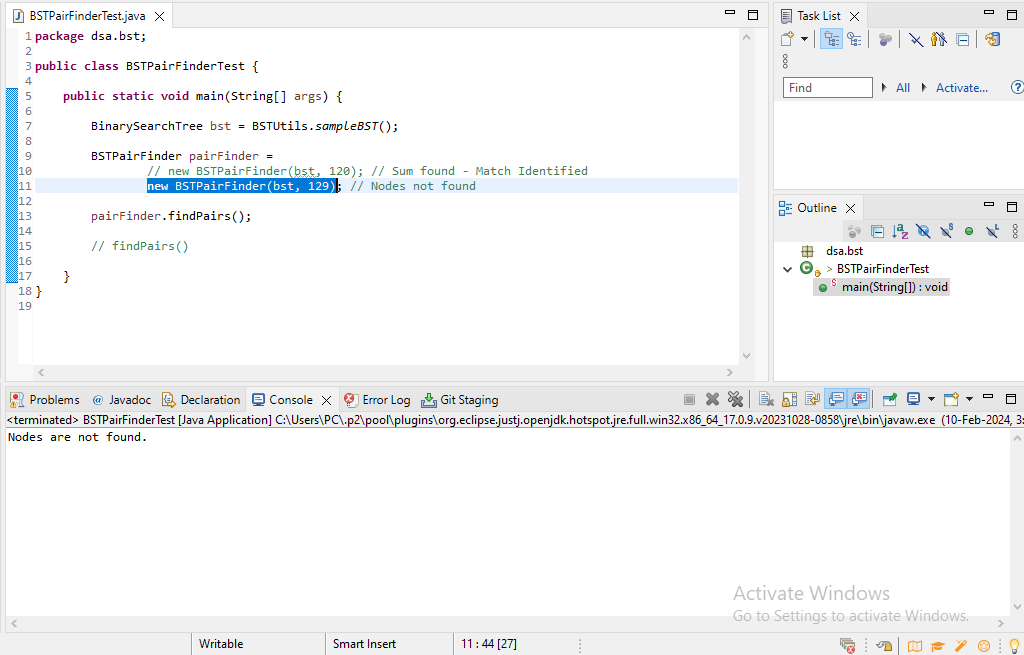 BSTPairFinderTest.java
1 package dsa.bst;
2
3 public class BSTPairFinderTest {
4
5 public static void main(String[] args) {
6
7 BinarySearchTree bst = BSTUtils.sampleBST();
8
9 BSTPairFinder pairFinder =
10 // new BSTPairFinder(bst, 120); // Sum found - Match Identified
11 new BSTPairFinder(bst, 129); // Nodes not found
12
13 pairFinder.findPairs();
14
15 // findPairs()
16
17 }
18 }
19
Task List
Find All Activate...
Outline
dsa.bst
> BSTPairFinderTest
S main(String[]) : void
Problems @ Javadoc Declaration Console Error Log Git Staging
<terminated> BSTPairFinderTest [Java Application] C:\Users\PC\.p2\pool\plugins\org.eclipse.justj.openjdk.hotspot.jre.full.win32.x86_64_17.0.9.v20231028-0858\jre\bin\javaw.exe (10-Feb-2024, 3:
Nodes are not found.
Activate Windows
Go to Settings to activate Windows.
Writable Smart Insert 11 : 44 [27]